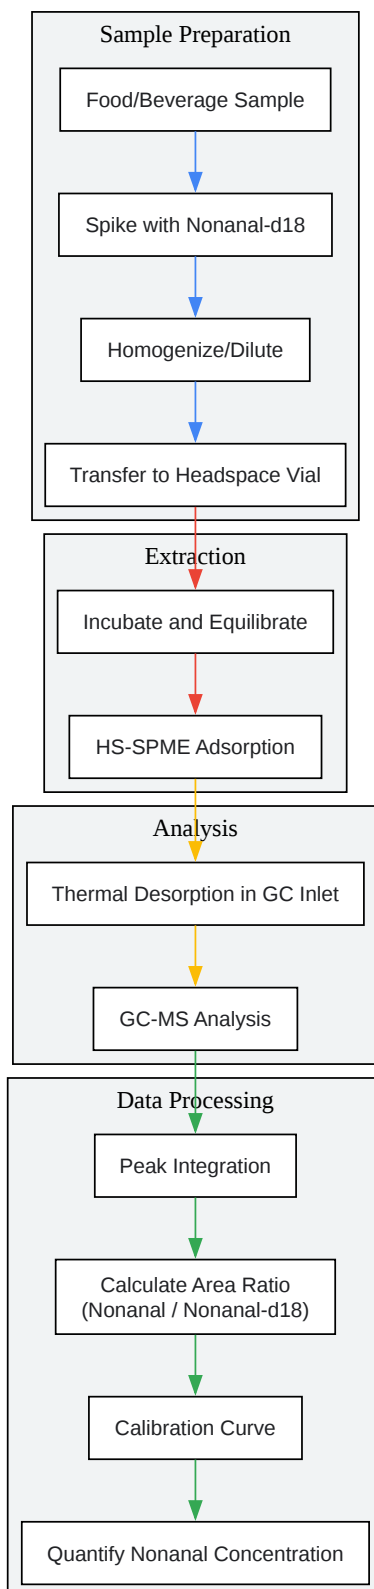 Sample Preparation
Food/Beverage Sample
Spike with Nonanal-d18
Homogenize/Dilute
Transfer to Headspace Vial
Extraction
Incubate and Equilibrate
HS-SPME Adsorption
Analysis
Thermal Desorption in GC Inlet
GC-MS Analysis
Data Processing
Peak Integration
Calculate Area Ratio
(Nonanal / Nonanal-d18)
Calibration Curve
Quantify Nonanal Concentration